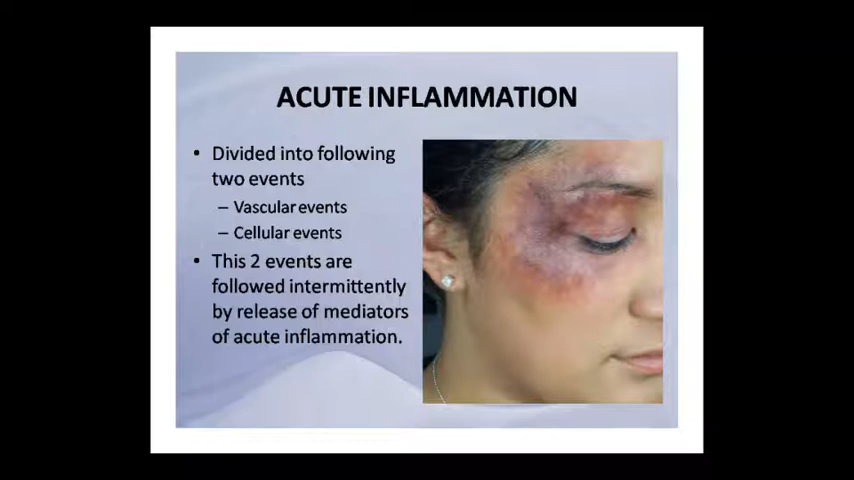 ACUTE INFLAMMATION
• Divided into following
two events
– Vascular events
– Cellular events
• This 2 events are
followed intermittently
by release of mediators
of acute inflammation.